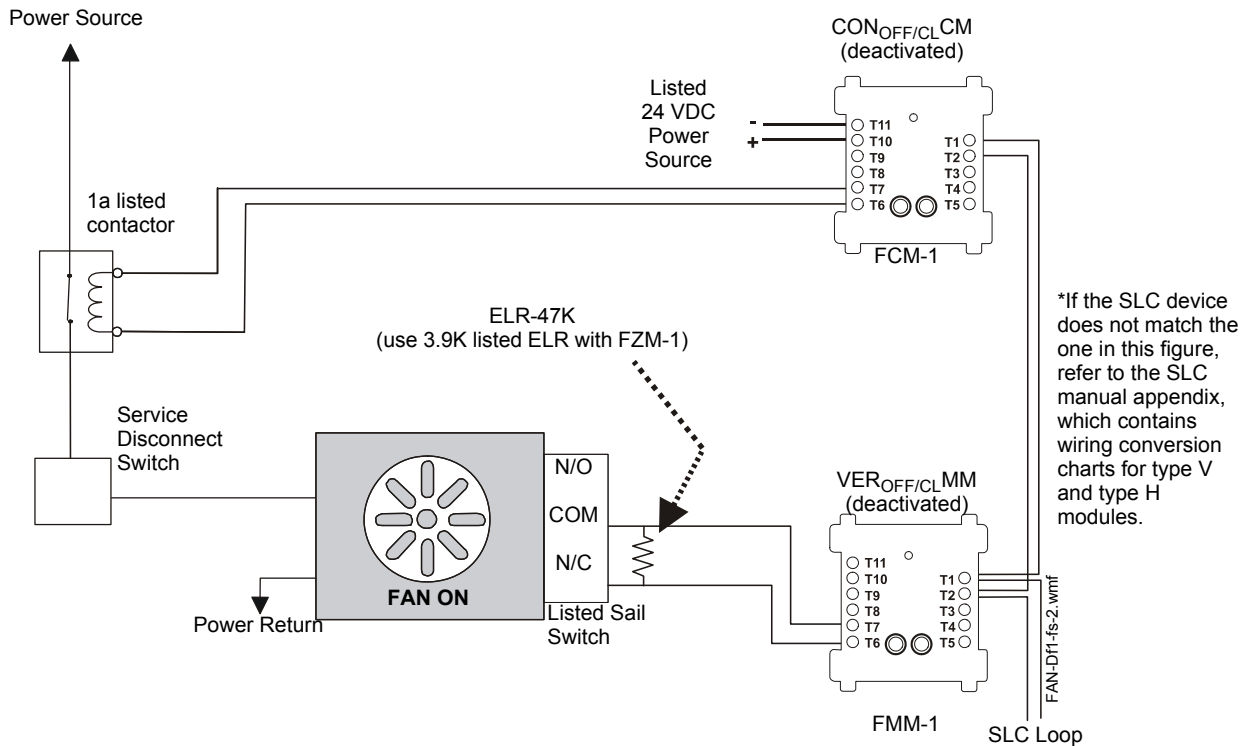 Power Source
CONOFF/CLCM
(deactivated)
Listed
24 VDC
Power
Source
-
+
T11
T10
T9
T8
T7
T6
T1
T2
T3
T4
T5
FCM-1
1a listed
contactor
ELR-47K
(use 3.9K listed ELR with FZM-1)
*If the SLC device
does not match the
one in this figure,
refer to the SLC
manual appendix,
which contains
wiring conversion
charts for type V
and type H
modules.
Service
Disconnect
Switch
N/O
COM
N/C
FAN ON
Listed Sail
Switch
Power Return
VEROFF/CLMM
(deactivated)
T11
T10
T9
T8
T7
T6
T1
T2
T3
T4
T5
FMM-1
SLC Loop
FAN-Df1-fs-2.wmf